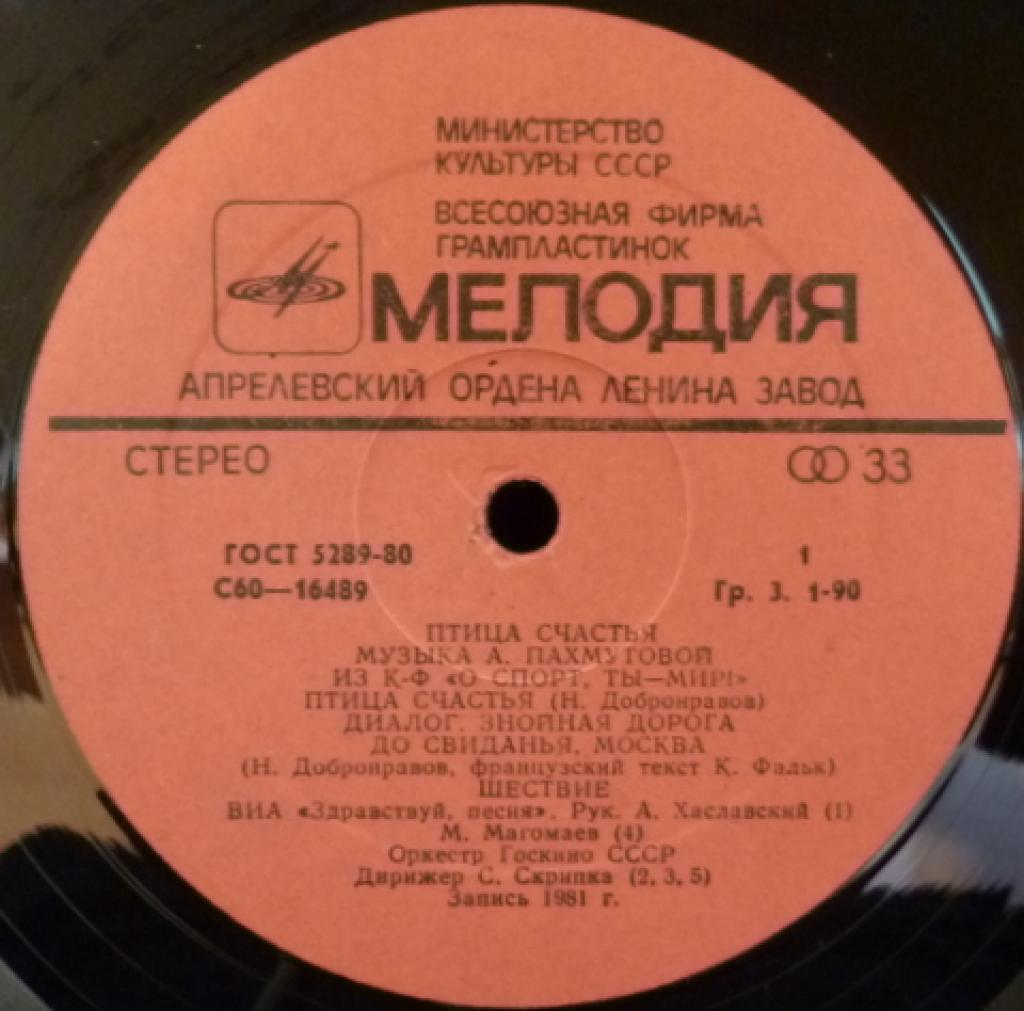 МИНИСТЕРСТВО
КУЛЬТУРЫ СССР
ВСЕСОЮЗНАЯ ФИРМА
ГРАМПЛАСТИНОК
МЕЛОДИЯ
АПРЕЛЕВСКИЙ ОРДЕНА ЛЕНИНА ЗАВОД
СТЕРЕО 33
ГОСТ 5289-80 1
С60—16489 Гр. 3. 1-90
ПТИЦА СЧАСТЬЯ
МУЗЫКА А. ПАХМУТОВОЙ
ИЗ К-Ф «О СПОРТ, ТЫ—МИР!»
ПТИЦА СЧАСТЬЯ (Н. Добронравов)
ДИАЛОГ. ЗНОЙНАЯ ДОРОГА
ДО СВИДАНЬЯ, МОСКВА
(Н. Добронравов, французский текст К. Фальк)
ШЕСТВИЕ
ВИА «Здравствуй, песня». Рук. А. Хаславский (1)
М. Магомаев (4)
Оркестр Госкино СССР
Дирижер С. Скрипка (2, 3, 5)
Запись 1981 г.